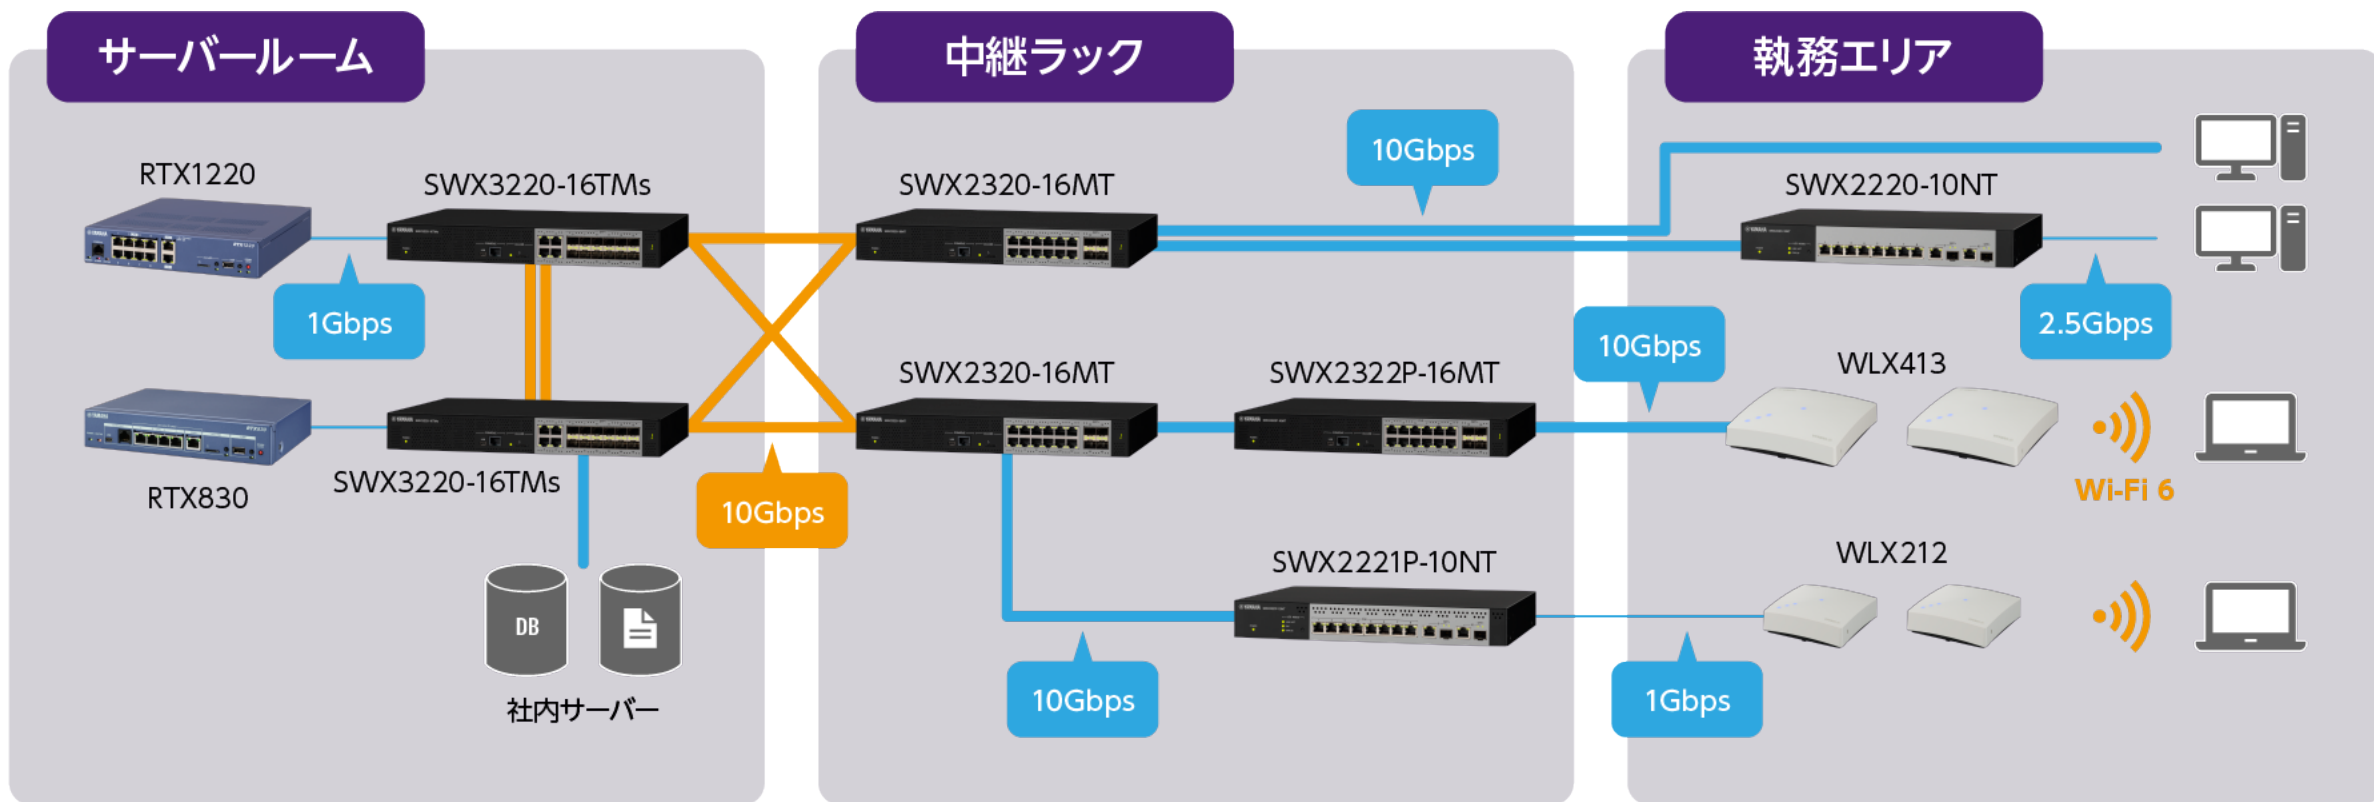 サーバールーム
中継ラック
執務エリア
RTX1220
SWX3220-16TMs
SWX2320-16MT
10Gbps
SWX2220-10NT
1Gbps
2.5Gbps
RTX830
SWX3220-16TMs
10Gbps
SWX2320-16MT
SWX2322P-16MT
10Gbps
WLX413
Wi-Fi 6
DB
社内サーバー
10Gbps
SWX2221P-10NT
1Gbps
WLX212